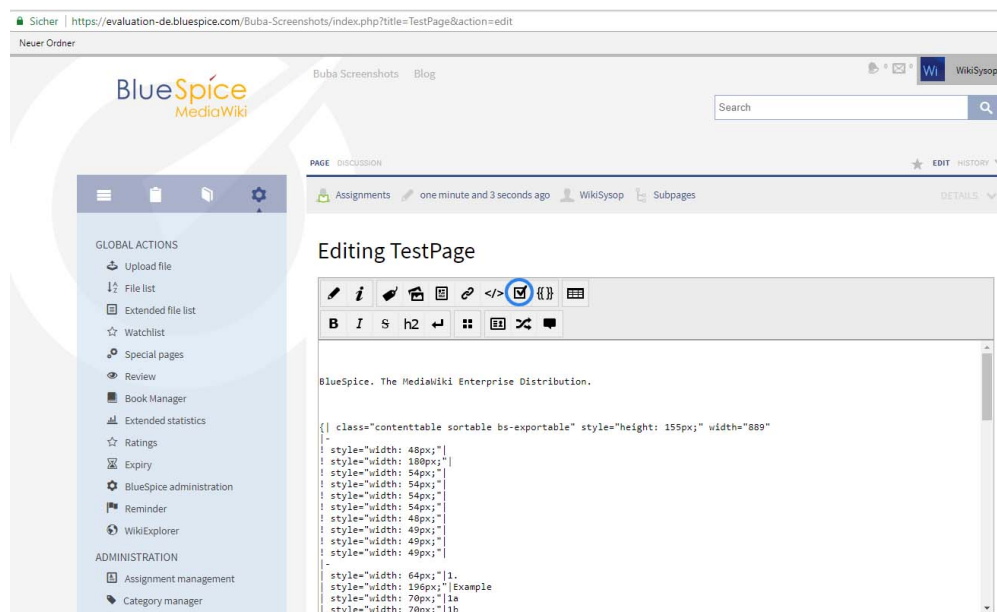 Sicher | https://evaluation-de.bluespice.com/Buba-Screenshots/index.php?title=TestPage&action=edit
Neuer Ordner
BlueSpice
MediaWiki
Buba Screenshots Blog
Wi WikiSysop
Search
PAGE DISCUSSION
EDIT HISTORY
Assignments one minute and 3 seconds ago WikiSysop Subpages
DETAILS
GLOBAL ACTIONS
Upload file
File list
Extended file list
Watchlist
Special pages
Review
Book Manager
Extended statistics
Ratings
Expiry
BlueSpice administration
Reminder
WikiExplorer
ADMINISTRATION
Assignment management
Category manager
Editing TestPage
i </> {{}}
B I S h2
BlueSpice. The MediaWiki Enterprise Distribution.
{| class="contenttable sortable bs-exportable" style="height: 155px;" width="889"
|-
! style="width: 48px;"|
! style="width: 180px;"|
! style="width: 54px;"|
! style="width: 54px;"|
! style="width: 54px;"|
! style="width: 54px;"|
! style="width: 48px;"|
! style="width: 49px;"|
! style="width: 49px;"|
! style="width: 49px;"|
|-
| style="width: 64px;"|1.
| style="width: 196px;"|Example
| style="width: 70px;"|1a
| style="width: 70px;"|1b